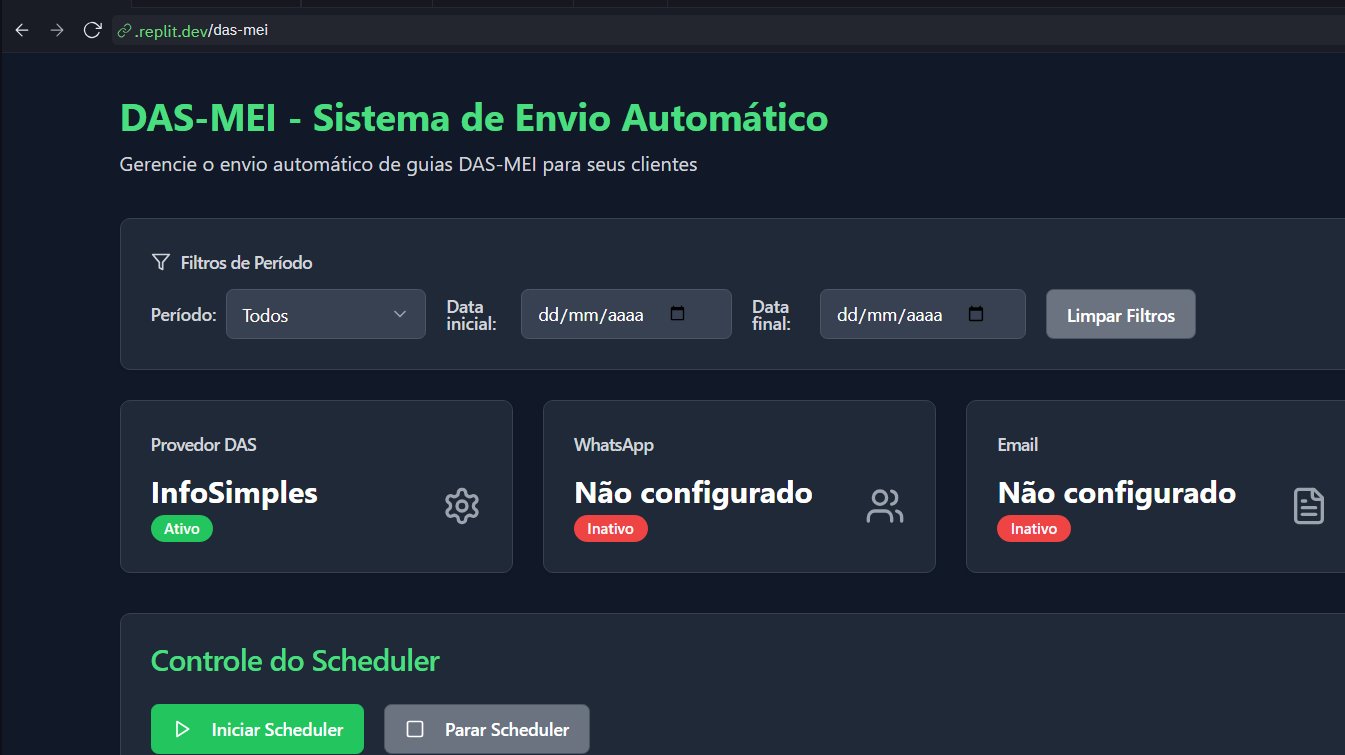 .replit.dev/das-mei
DAS-MEI - Sistema de Envio Automático
Gerencie o envio automático de guias DAS-MEI para seus clientes
Filtros de Período
Período: Todos Data inicial: dd/mm/aaaa Data final: dd/mm/aaaa Limpar Filtros
Provedor DAS WhatsApp Email
InfoSimples Não configurado Não configurado
Ativo Inativo Inativo
Controle do Scheduler
Iniciar Scheduler Parar Scheduler